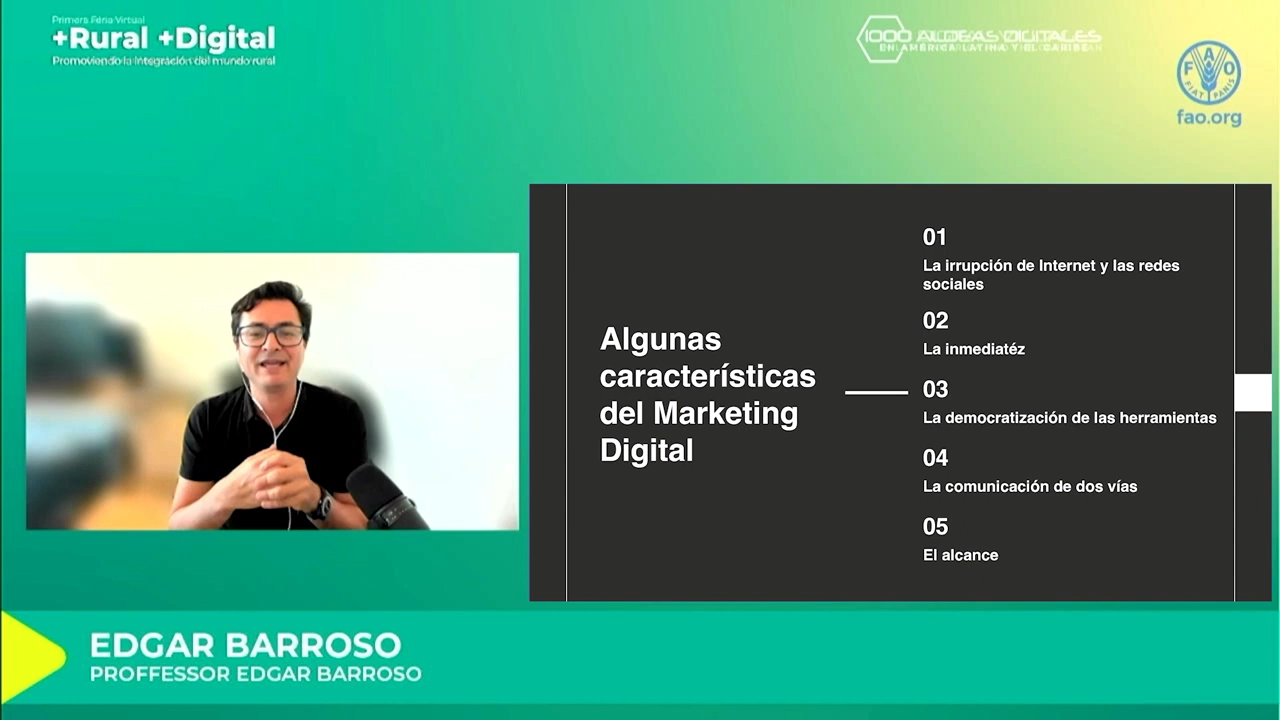 Primera Feria Virtual
+Rural +Digital
Promoviendo la integración del mundo rural
1000 ALDEAS DIGITALES
EN AMÉRICA LATINA Y EL CARIBE
FAO
FIAT PANIS
fao.org
Algunas
características
del Marketing
Digital
01
La irrupción de Internet y las redes
sociales
02
La inmediatéz
03
La democratización de las herramientas
04
La comunicación de dos vías
05
El alcance
EDGAR BARROSO
PROFFESSOR EDGAR BARROSO